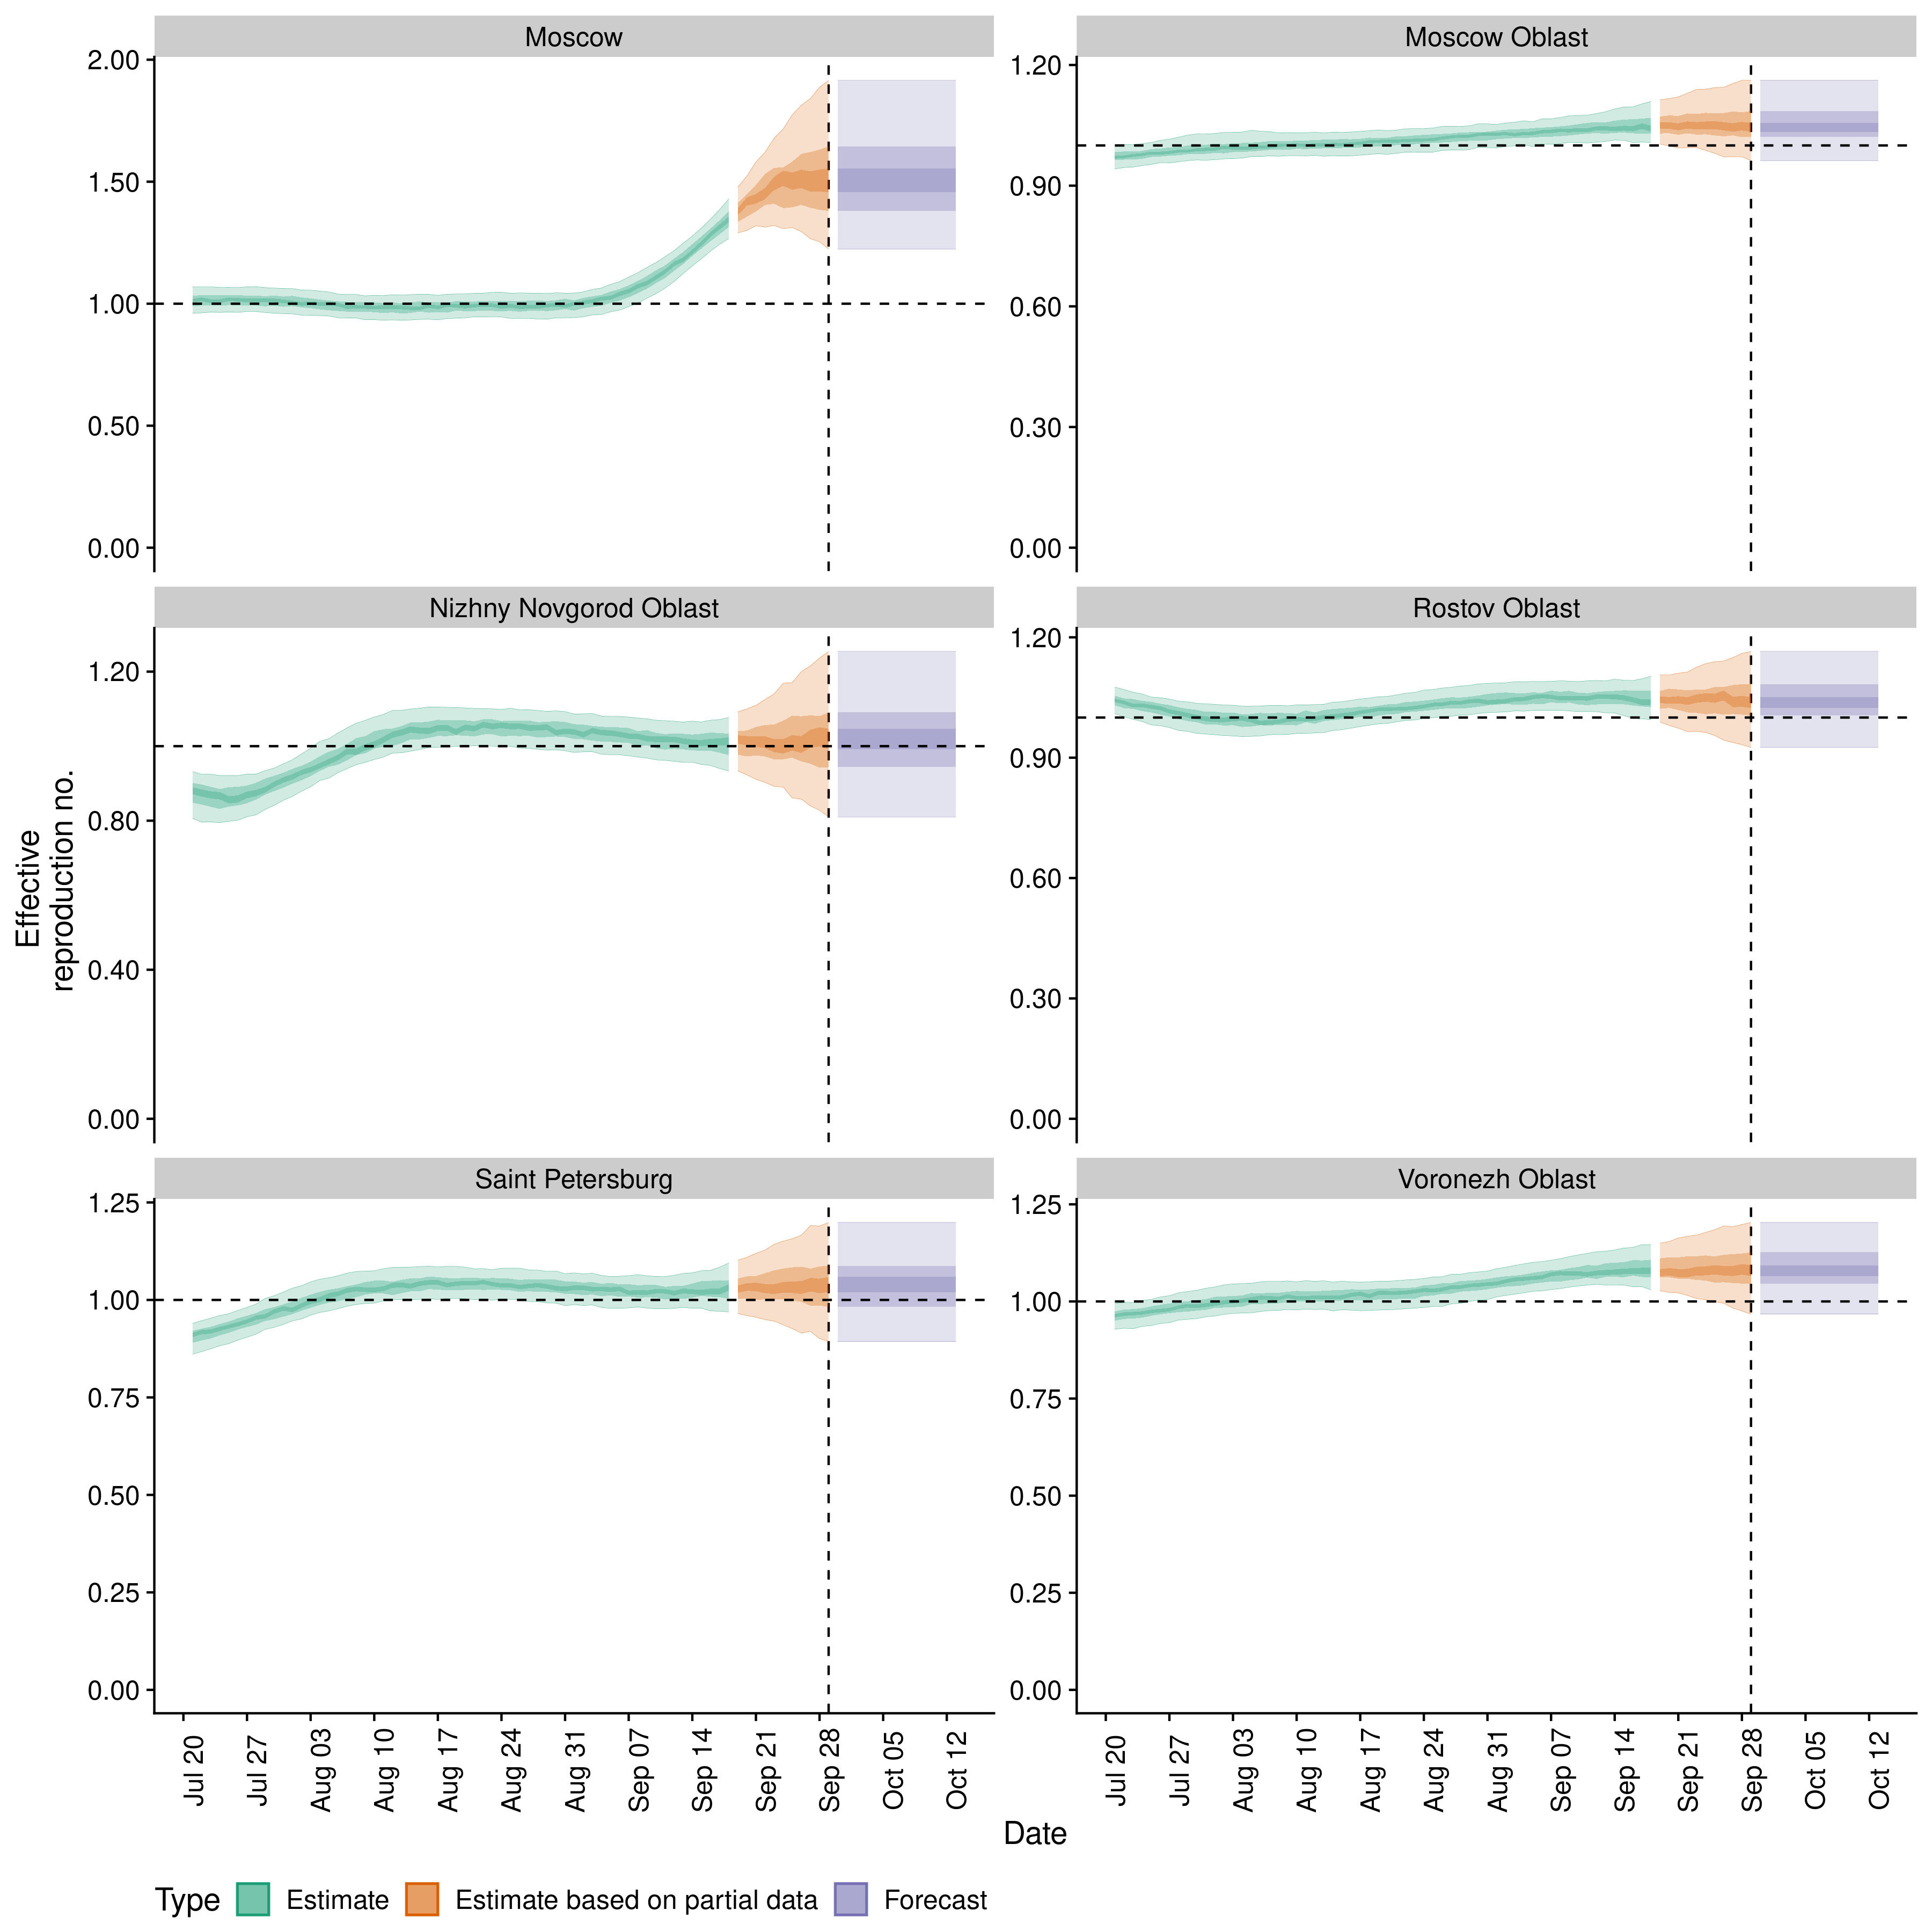 Moscow
Moscow Oblast
2.00
1.50
1.00
0.50
0.00
1.20
0.90
0.60
0.30
0.00
Nizhny Novgorod Oblast
Rostov Oblast
1.20
0.80
0.40
0.00
1.20
0.90
0.60
0.30
0.00
Effective
reproduction no.
Saint Petersburg
Voronezh Oblast
1.25
1.00
0.75
0.50
0.25
0.00
1.25
1.00
0.75
0.50
0.25
0.00
Jul 20
Jul 27
Aug 03
Aug 10
Aug 17
Aug 24
Aug 31
Sep 07
Sep 14
Sep 21
Sep 28
Oct 05
Oct 12
Jul 20
Jul 27
Aug 03
Aug 10
Aug 17
Aug 24
Aug 31
Sep 07
Sep 14
Sep 21
Sep 28
Oct 05
Oct 12
Date
Type Estimate Estimate based on partial data Forecast